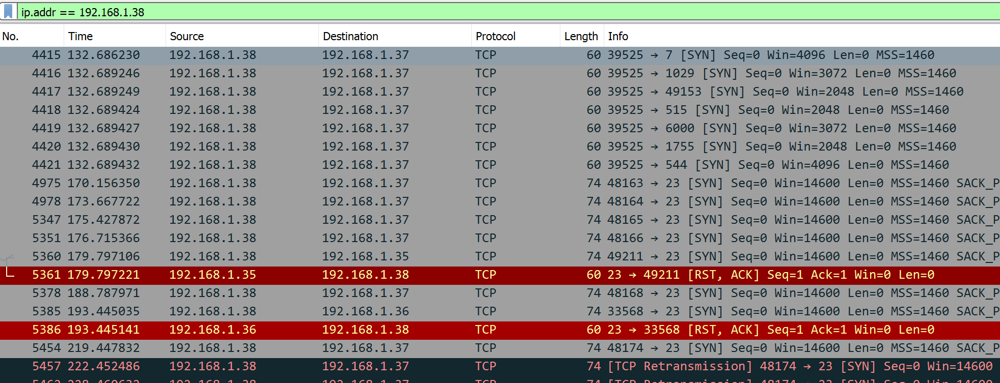 ip.addr == 192.168.1.38
No. Time Source Destination Protocol Length Info
4415 132.686230 192.168.1.38 192.168.1.37 TCP 60 39525 → 7 [SYN] Seq=0 Win=4096 Len=0 MSS=1460
4416 132.689246 192.168.1.38 192.168.1.37 TCP 60 39525 → 1029 [SYN] Seq=0 Win=3072 Len=0 MSS=1460
4417 132.689249 192.168.1.38 192.168.1.37 TCP 60 39525 → 49153 [SYN] Seq=0 Win=2048 Len=0 MSS=1460
4418 132.689424 192.168.1.38 192.168.1.37 TCP 60 39525 → 515 [SYN] Seq=0 Win=2048 Len=0 MSS=1460
4419 132.689427 192.168.1.38 192.168.1.37 TCP 60 39525 → 6000 [SYN] Seq=0 Win=3072 Len=0 MSS=1460
4420 132.689430 192.168.1.38 192.168.1.37 TCP 60 39525 → 1755 [SYN] Seq=0 Win=2048 Len=0 MSS=1460
4421 132.689432 192.168.1.38 192.168.1.37 TCP 60 39525 → 544 [SYN] Seq=0 Win=4096 Len=0 MSS=1460
4975 170.156350 192.168.1.38 192.168.1.37 TCP 74 48163 → 23 [SYN] Seq=0 Win=14600 Len=0 MSS=1460 SACK_P
4978 173.667722 192.168.1.38 192.168.1.37 TCP 74 48164 → 23 [SYN] Seq=0 Win=14600 Len=0 MSS=1460 SACK_P
5347 175.427872 192.168.1.38 192.168.1.37 TCP 74 48165 → 23 [SYN] Seq=0 Win=14600 Len=0 MSS=1460 SACK_P
5351 176.715366 192.168.1.38 192.168.1.37 TCP 74 48166 → 23 [SYN] Seq=0 Win=14600 Len=0 MSS=1460 SACK_P
5360 179.797106 192.168.1.38 192.168.1.35 TCP 74 49211 → 23 [SYN] Seq=0 Win=14600 Len=0 MSS=1460 SACK_P
5361 179.797221 192.168.1.35 192.168.1.38 TCP 60 23 → 49211 [RST, ACK] Seq=1 Ack=1 Win=0 Len=0
5378 188.787971 192.168.1.38 192.168.1.37 TCP 74 48168 → 23 [SYN] Seq=0 Win=14600 Len=0 MSS=1460 SACK_P
5385 193.445035 192.168.1.38 192.168.1.36 TCP 74 33568 → 23 [SYN] Seq=0 Win=14600 Len=0 MSS=1460 SACK_P
5386 193.445141 192.168.1.36 192.168.1.38 TCP 60 23 → 33568 [RST, ACK] Seq=1 Ack=1 Win=0 Len=0
5454 219.447832 192.168.1.38 192.168.1.37 TCP 74 48174 → 23 [SYN] Seq=0 Win=14600 Len=0 MSS=1460 SACK_P
5457 222.452486 192.168.1.38 192.168.1.37 TCP 74 [TCP Retransmission] 48174 → 23 [SYN] Seq=0 Win=14600
192.168.1.38 192.168.1.37 TCP 74 [TCP Retransmission] 48174 → 23 [SYN] Seq=0 Win=14600